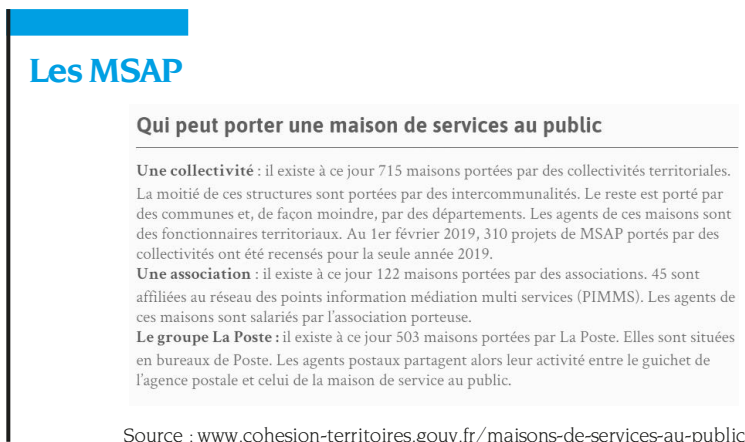 Les MSAP
Qui peut porter une maison de services au public
Une collectivité : il existe à ce jour 715 maisons portées par des collectivités territoriales.
La moitié de ces structures sont portées par des intercommunalités. Le reste est porté par
des communes et, de façon moindre, par des départements. Les agents de ces maisons sont
des fonctionnaires territoriaux. Au 1er février 2019, 310 projets de MSAP portés par des
collectivités ont été recensés pour la seule année 2019.
Une association : il existe à ce jour 122 maisons portées par des associations. 45 sont
affiliées au réseau des points information médiation multi services (PIMMS). Les agents de
ces maisons sont salariés par l'association porteuse.
Le groupe La Poste : il existe à ce jour 503 maisons portées par La Poste. Elles sont situées
en bureaux de Poste. Les agents postaux partagent alors leur activité entre le guichet de
l'agence postale et celui de la maison de service au public.
Source : www.cohesion-territoires.gouv.fr/maisons-de-services-au-public